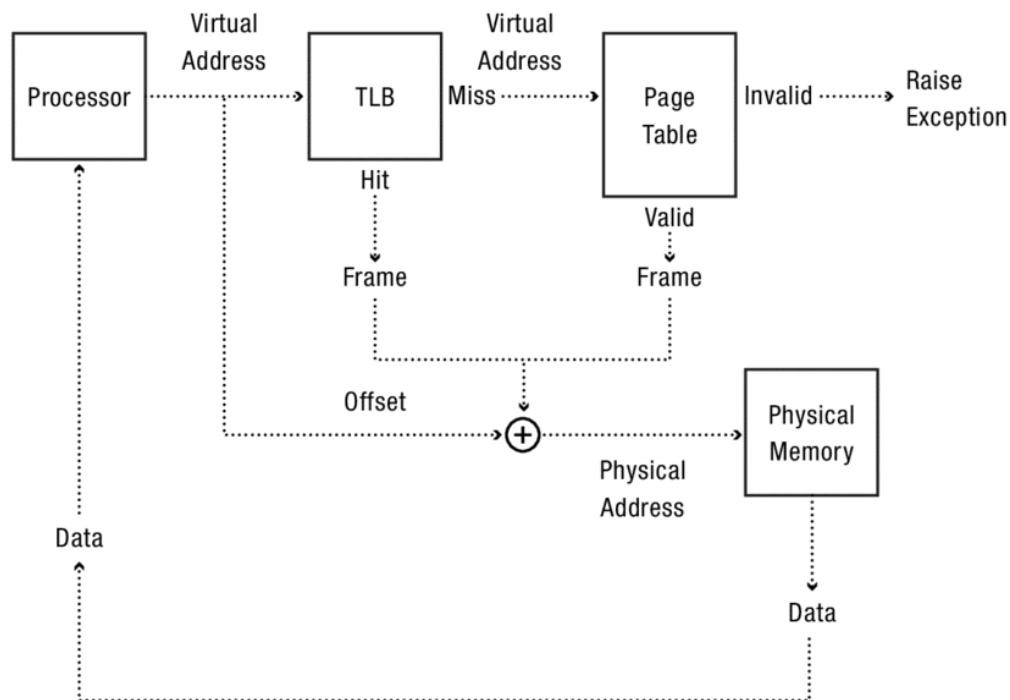 Virtual
Address
Virtual
Address
Processor
TLB
Miss
Page
Table
Invalid
Raise
Exception
Hit
Valid
Frame
Frame
Offset
Physical
Memory
Physical
Address
Data
Data